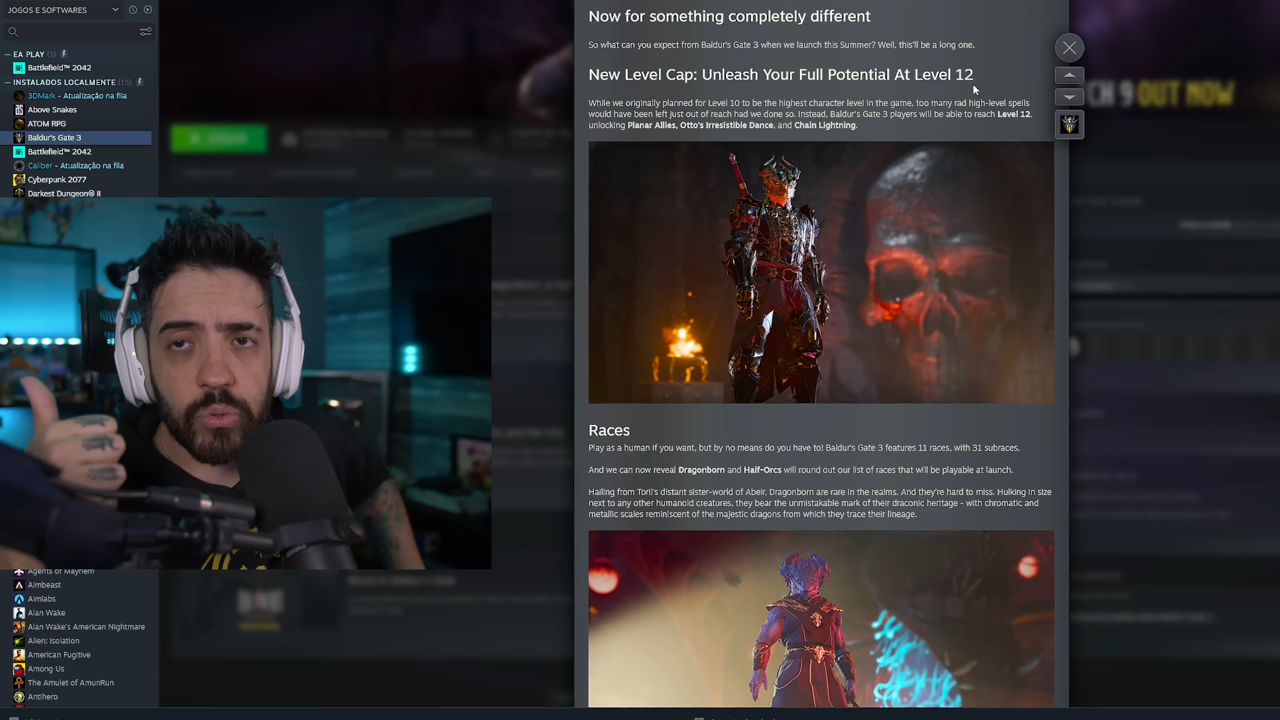 JOGOS E SOFTWARES
EA PLAY (1)
Battlefield™ 2042
INSTALADOS LOCALMENTE (15)
3DMark - Atualização na fila
Above Snakes
ATOM RPG
Baldur's Gate 3
Battlefield™ 2042
Caliber - Atualização na fila
Cyberpunk 2077
Darkest Dungeon® II
Agents of Mayhem
Aimbeast
Aimlabs
Alan Wake
Alan Wake's American Nightmare
Alien: Isolation
American Fugitive
Among Us
The Amulet of AmunRun
Antihero
Now for something completely different
So what can you expect from Baldur's Gate 3 when we launch this Summer? Well, this'll be a long one.
New Level Cap: Unleash Your Full Potential At Level 12
While we originally planned for Level 10 to be the highest character level in the game, too many rad high-level spells
would have been left just out of reach had we done so. Instead, Baldur's Gate 3 players will be able to reach Level 12,
unlocking Planar Allies, Otto's Irresistible Dance, and Chain Lightning.
Races
Play as a human if you want, but by no means do you have to! Baldur's Gate 3 features 11 races, with 31 subraces.
And we can now reveal Dragonborn and Half-Orcs will round out our list of races that will be playable at launch.
Hailing from Toril's distant sister-world of Abeir, Dragonborn are rare in the realms. And they're hard to miss. Hulking in size
next to any other humanoid creatures, they bear the unmistakable mark of their draconic heritage - with chromatic and
metallic scales reminiscent of the majestic dragons from which they trace their lineage.
CH 9 OUT NOW